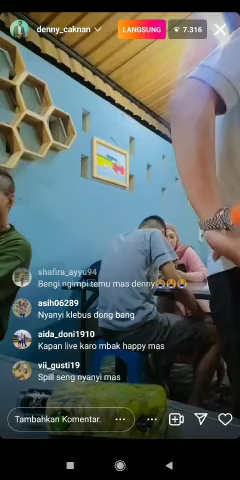 denny_caknan
LANGSUNG
7.316
shafira_ayyu94
Bengi ngimpi temu mas denny😭😭😭
asih06289
Nyanyi klebus dong bang
aida_doni1910
Kapan live karo mbak happy mas
vii_gusti19
Spill seng nyanyi mas
Tambahkan Komentar.